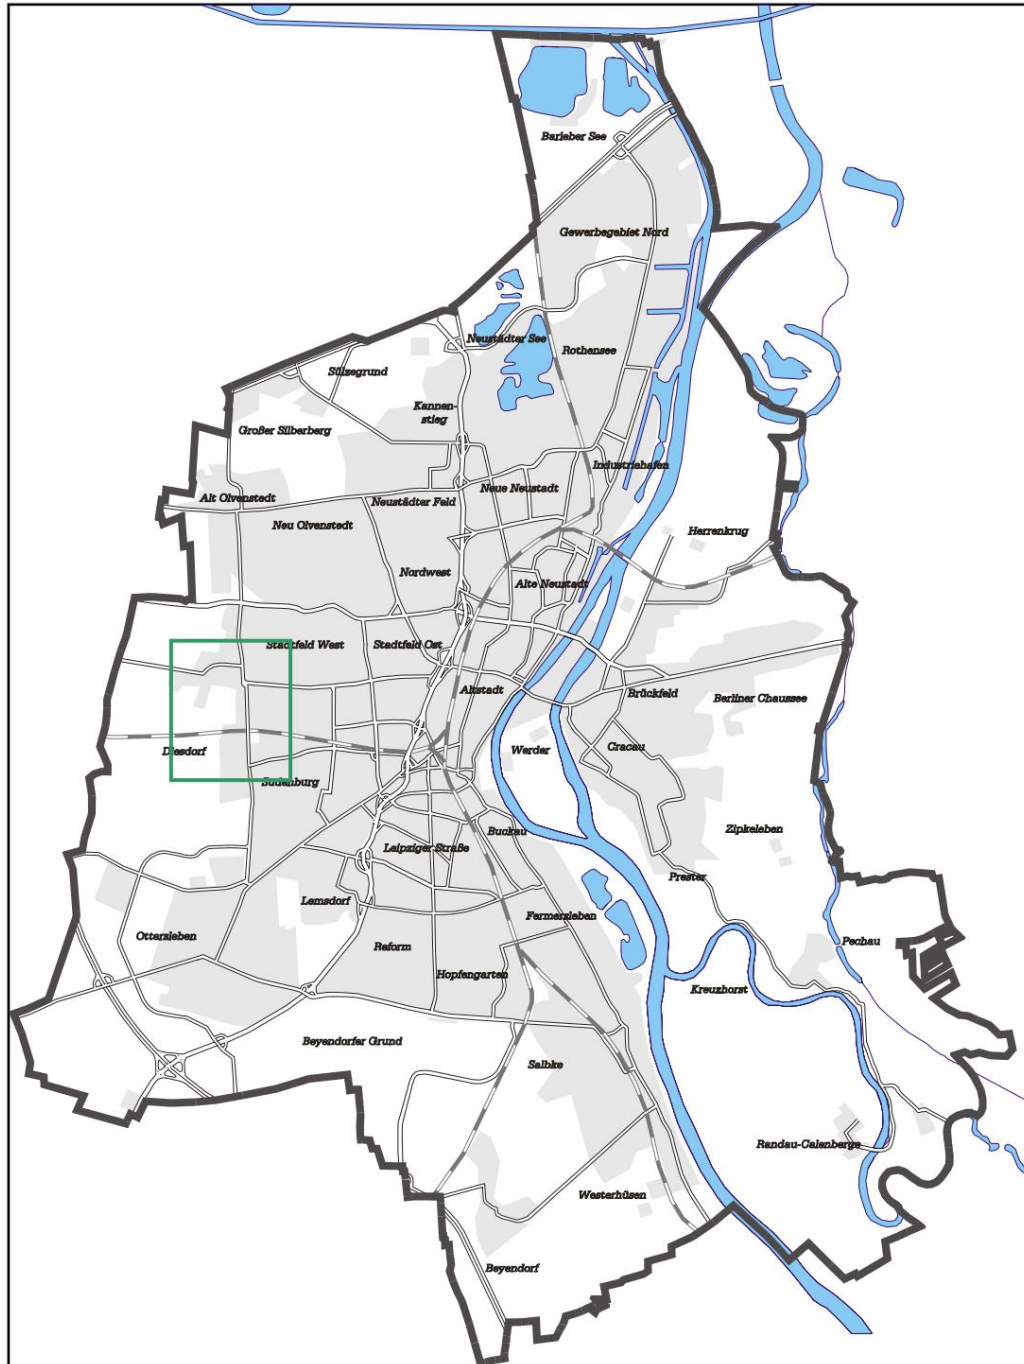 Barleber See
Gewerbegebiet Nord
Neustädter See
Rothensee
Sülzegrund
Kannen-
stieg
Großer Silberberg
Industriehafen
Alt Olvenstedt
Neustädter Feld
Neue Neustadt
Neu Olvenstedt
Herrenkrug
Nordwest
Alte Neustadt
Stadtfeld West
Stadtfeld Ost
Altstadt
Brückfeld
Berliner Chaussee
Diesdorf
Werder
Cracau
Sudenburg
Zipkeleben
Buckau
Leipziger Straße
Prester
Lemsdorf
Fermersleben
Ottersleben
Reform
Pechau
Hopfengarten
Kreuzhorst
Beyendorfer Grund
Salbke
Randau-Calenberge
Westerhüsen
Beyendorf